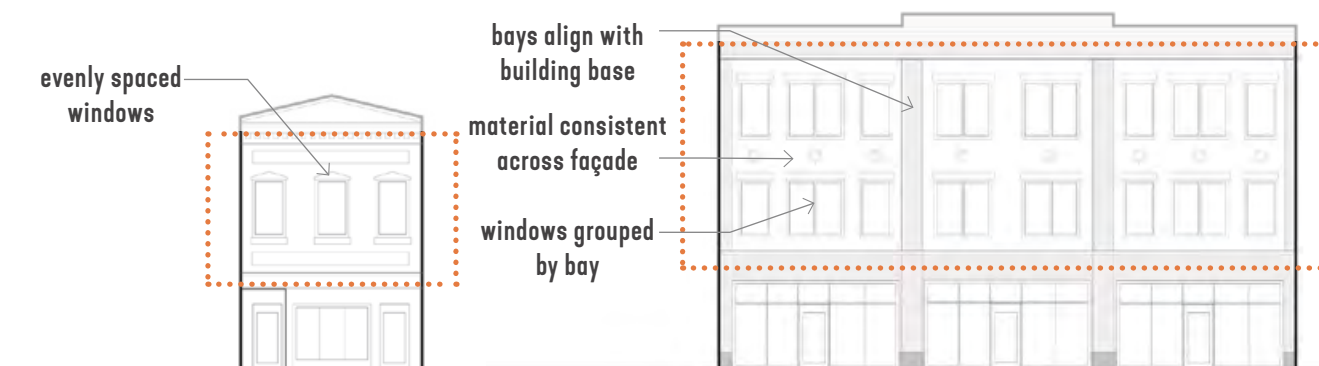 evenly spaced
windows
bays align with
building base
material consistent
across façade
windows grouped
by bay